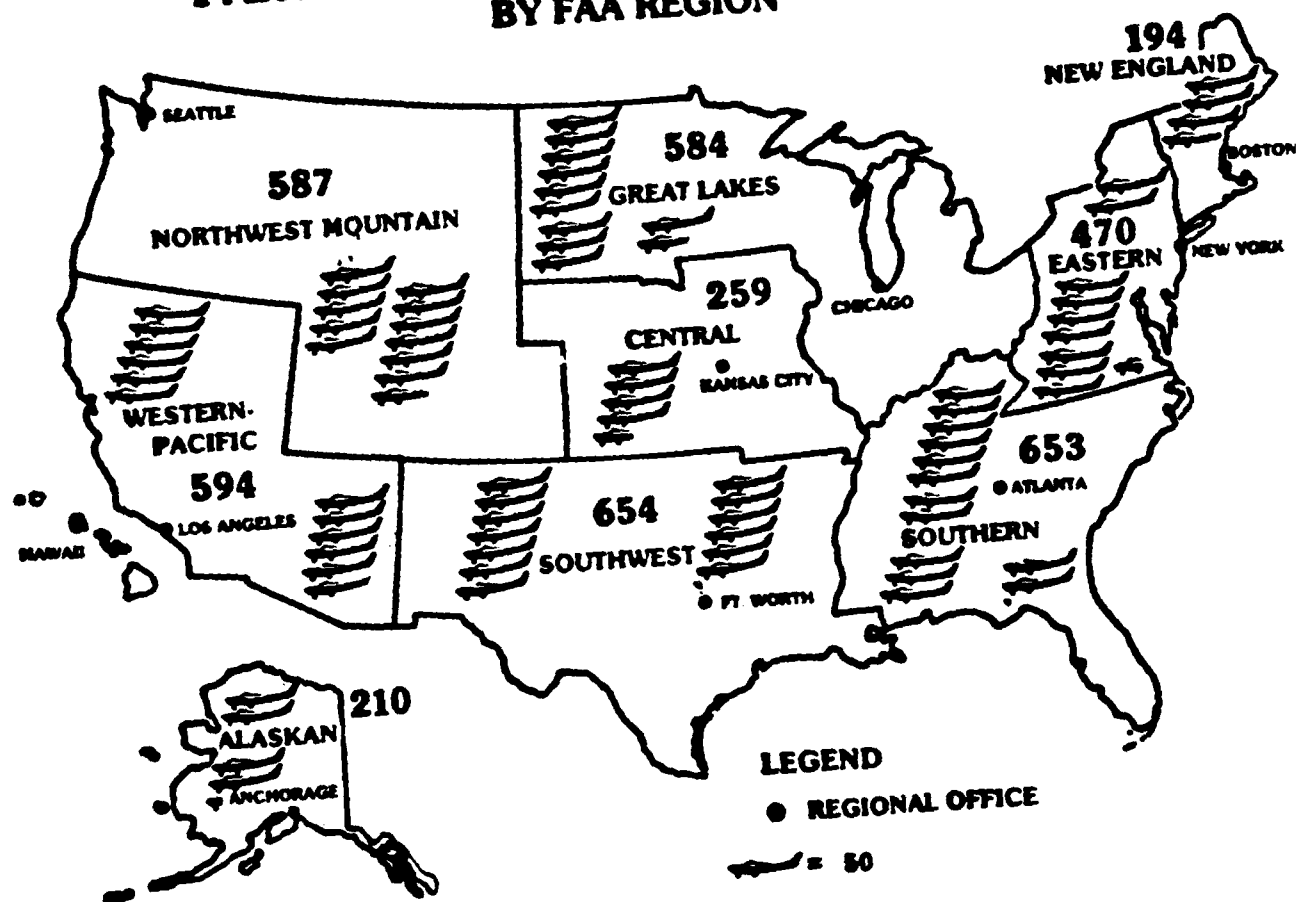 BY FAA REGION
194
NEW ENGLAND
SEATTLE
584
GREAT LAKES
BOSTON
587
NORTHWEST MOUNTAIN
470
EASTERN
NEW YORK
259
CENTRAL
CHICAGO
KANSAS CITY
WESTERN-
PACIFIC
594
LOS ANGELES
HAWAII
654
SOUTHWEST
FT. WORTH
653
ATLANTA
SOUTHERN
210
ALASKAN
ANCHORAGE
LEGEND
REGIONAL OFFICE
= 50